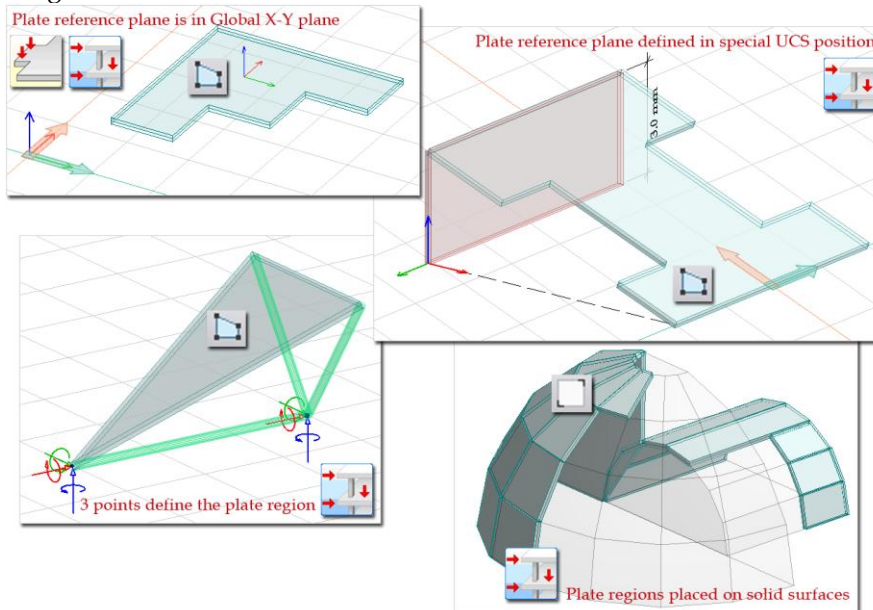 Plate reference plane is in Global X-Y plane
Plate reference plane defined in special UCS position
3.0 mm
3 points define the plate region
Plate regions placed on solid surfaces